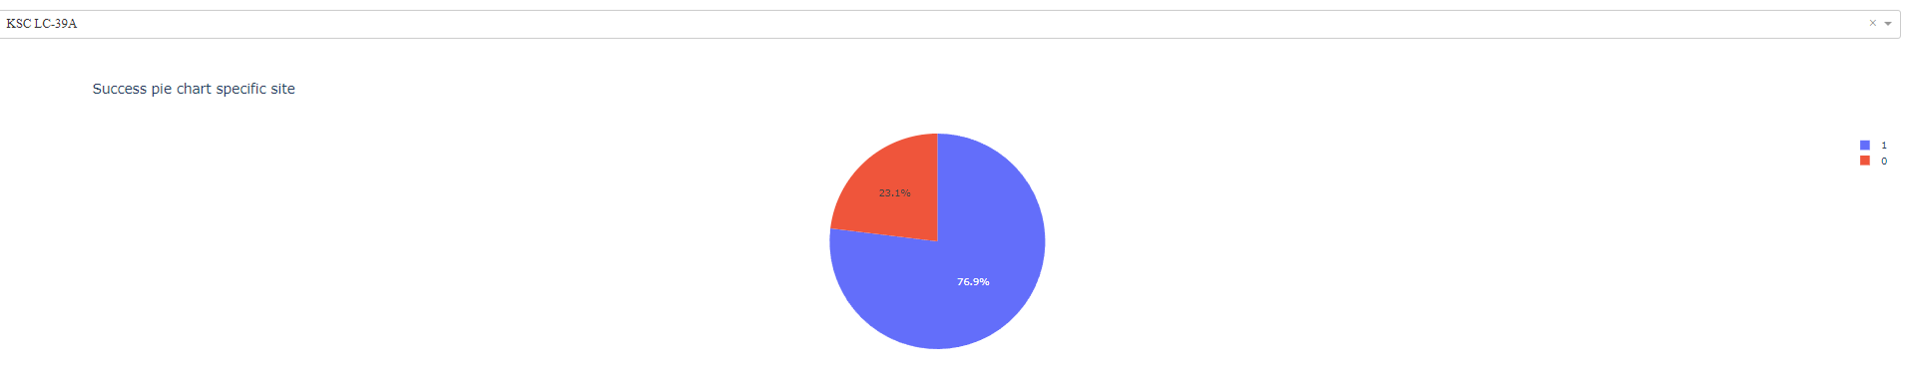 KSC LC-39A
×
Success pie chart specific site
1
0
23.1%
76.9%